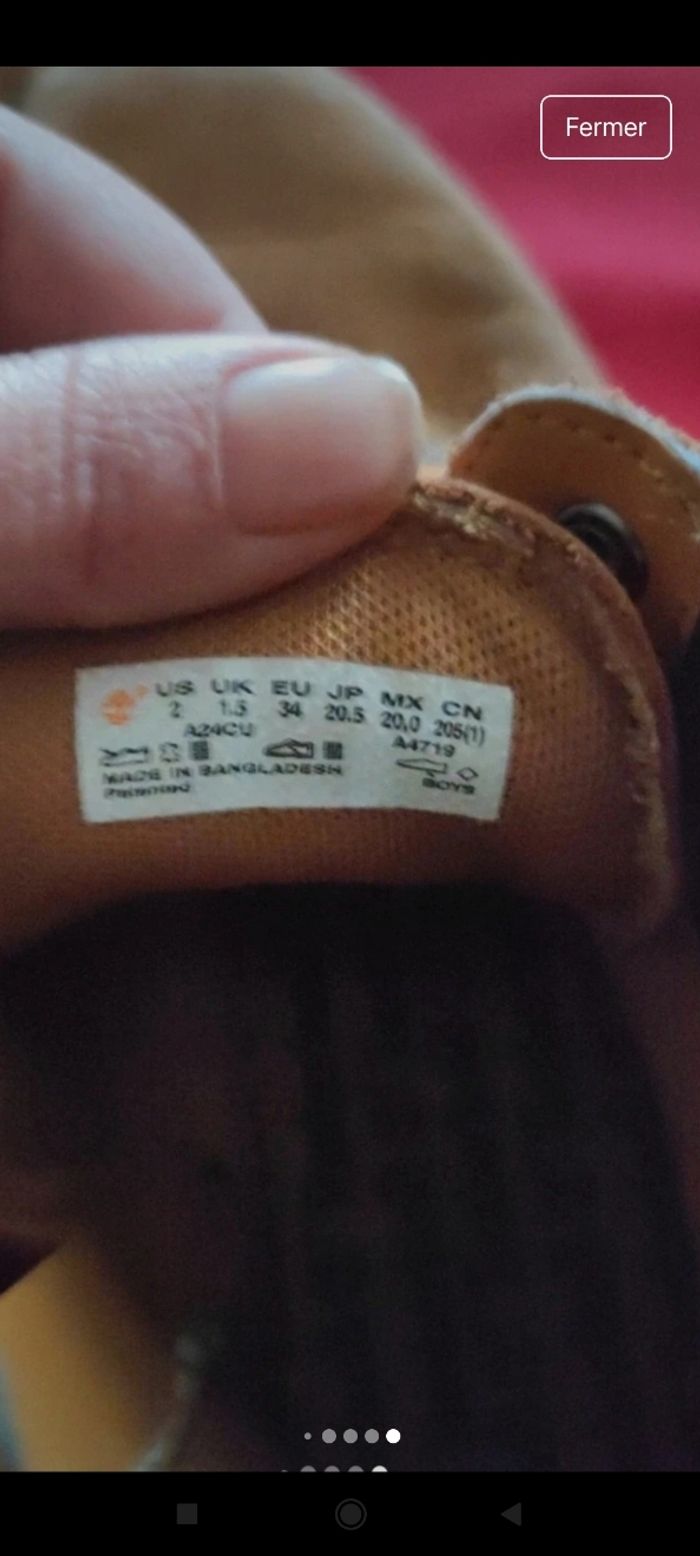 Fermer
US UK EU JP MX CN
2 1.5 34 20.5 20.0 205(1)
A24CU A4719
MADE IN BANGLADESH
BOYS